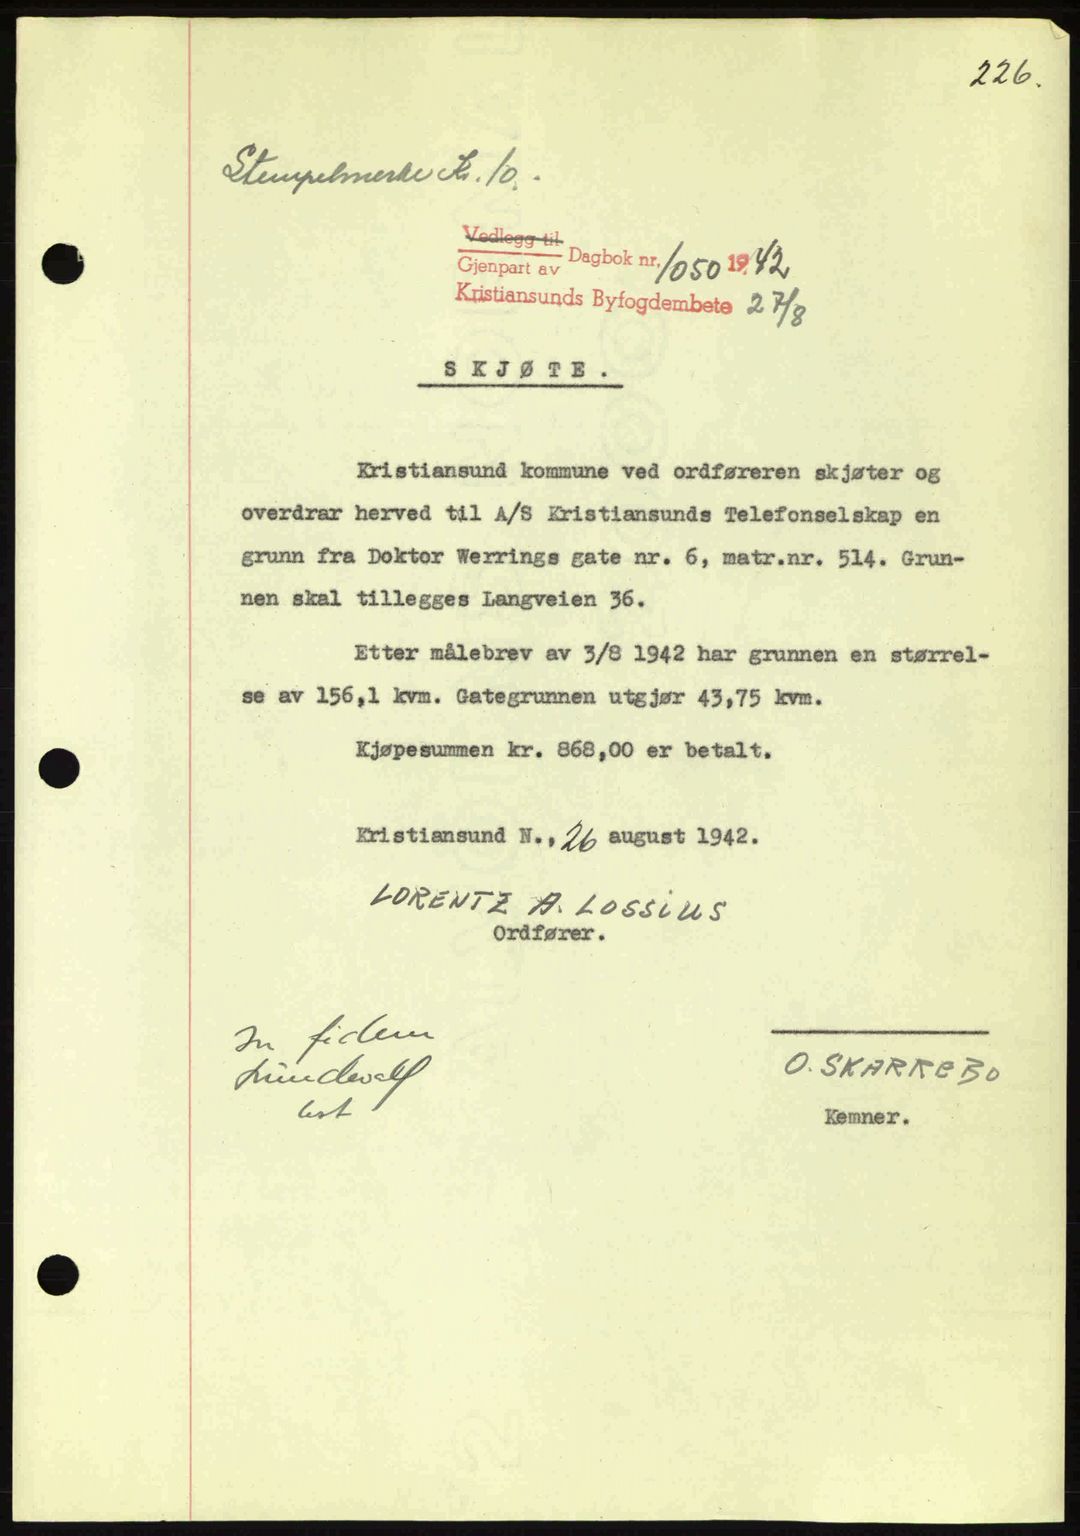 226.
Stempelmerke Kr. 10.-
Vedlegg til
Gjenpart av Dagbok nr. 1050 1942
Kristiansunds Byfogdembete 27/8
SKJØTE.
Kristiansund kommune ved ordføreren skjøter og
overdrar herved til A/S Kristiansunds Telefonselskap en
grunn fra Doktor Werrings gate nr. 6, matr.nr. 514. Grun-
nen skal tillegges Langveien 36.
Etter målebrev av 3/8 1942 har grunnen en størrel-
se av 156,1 kvm. Gategrunnen utgjør 43,75 kvm.
Kjøpesummen kr. 868,00 er betalt.
Kristiansund N., 26 august 1942.
LORENTZ A. LOSSIUS
Ordfører.
In fidem
O. SKARREBO
Kemner.